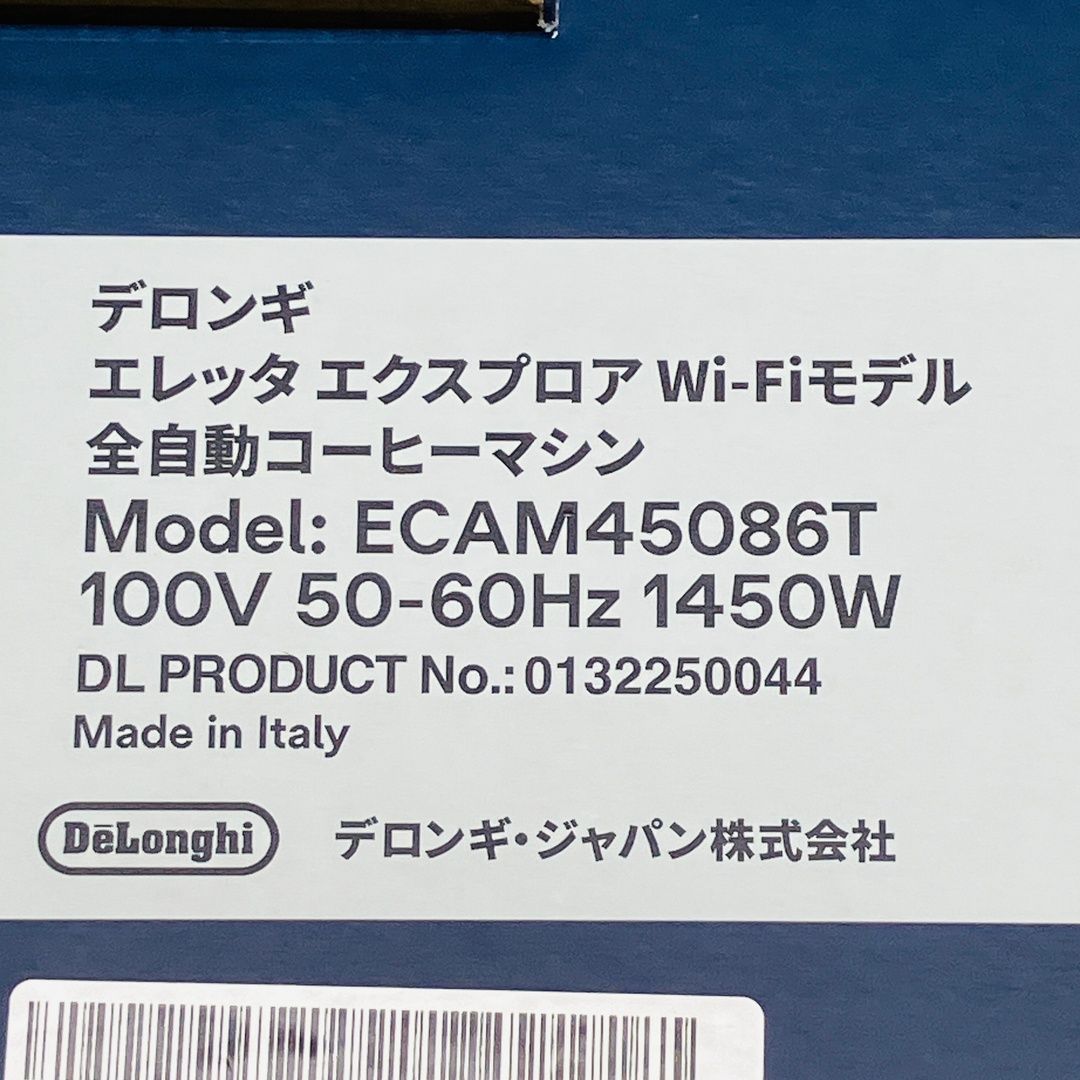 デロンギ
エレッタ エクスプロア Wi-Fiモデル
全自動コーヒーマシン
Model: ECAM45086T
100V 50-60Hz 1450W
DL PRODUCT No.:0132250044
Made in Italy
DēLonghi デロンギ・ジャパン株式会社